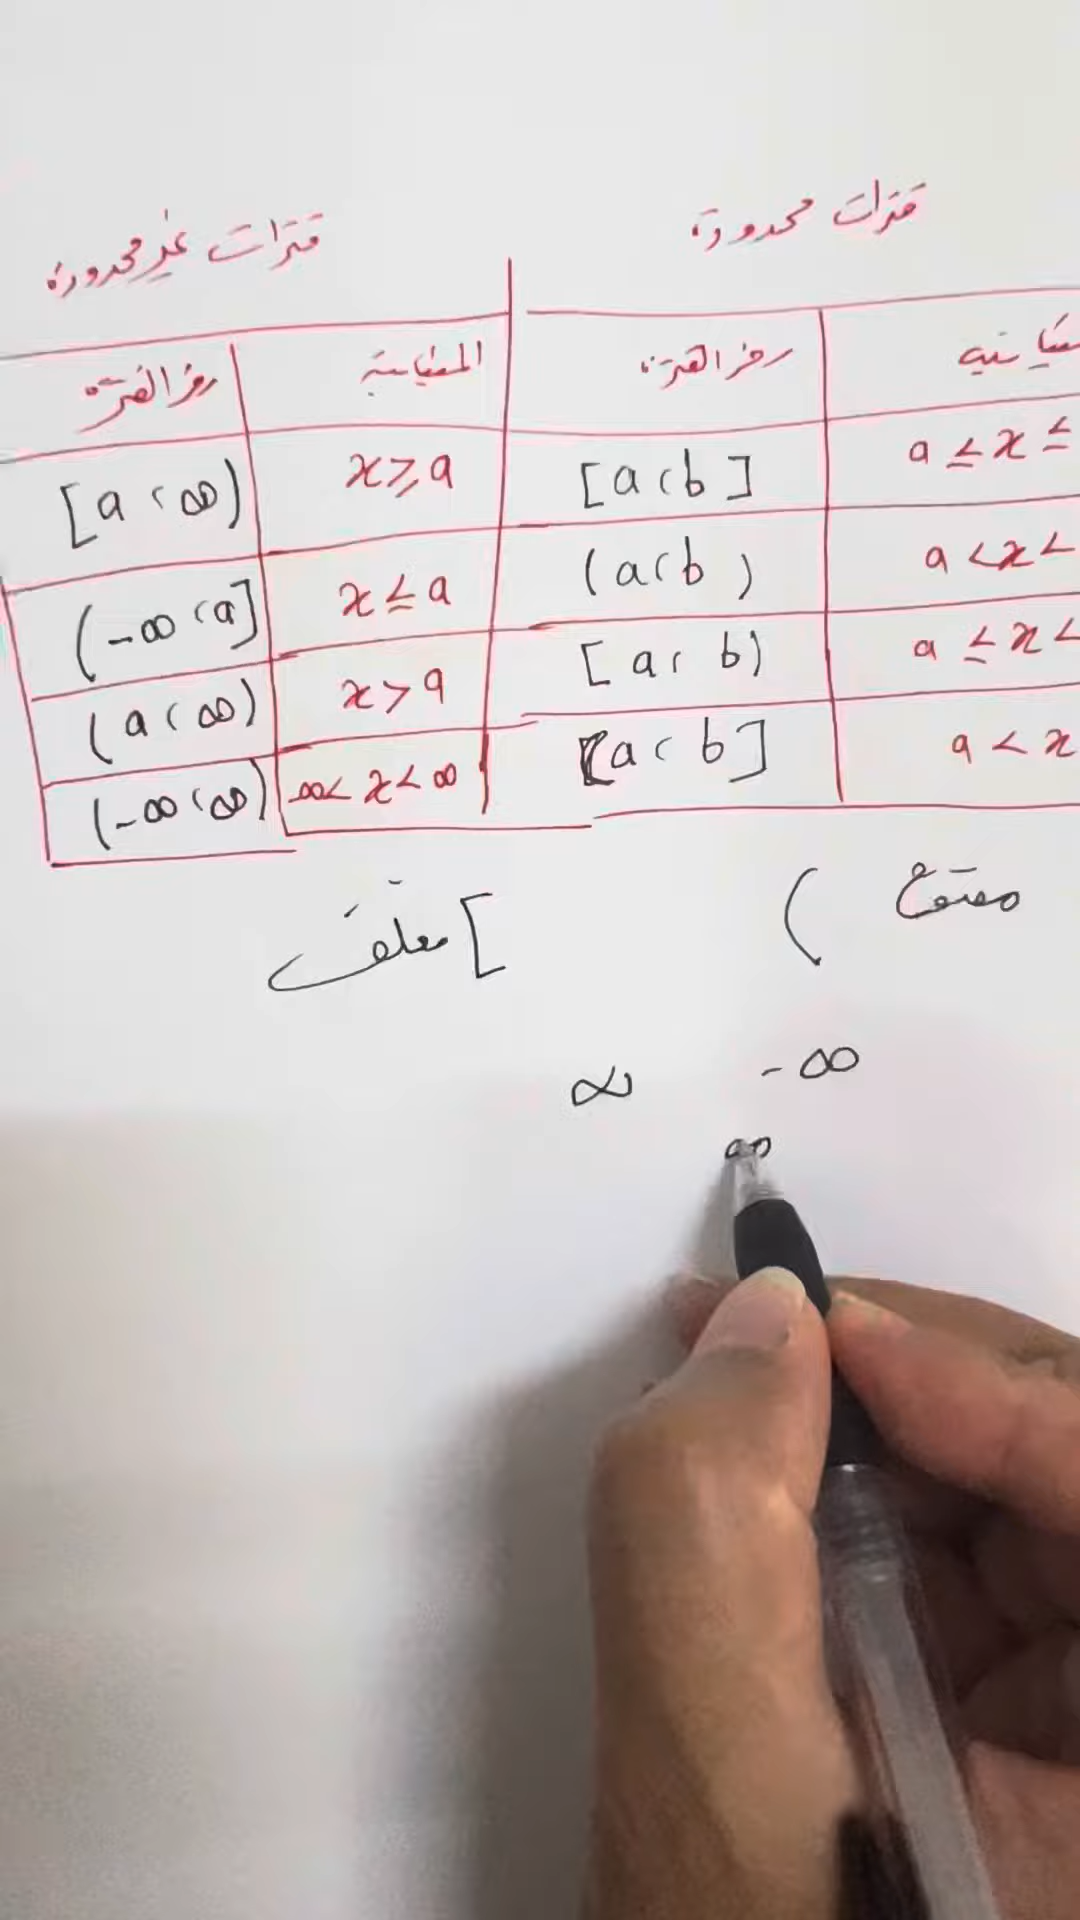 فترات محدودة
فترات غير محدودة
رمز الفترة
المتباينة
رمز الفترة
a ≤ x ≤
[a , b]
x ≥ a
[a , ∞)
a < x <
(a , b)
x ≤ a
(-∞ , a]
a ≤ x <
[a , b)
x > a
(a , ∞)
a < x
[a , b]
-∞ < x < ∞
(-∞ , ∞)
مفتوح (
[ مغلق
-∞
∞